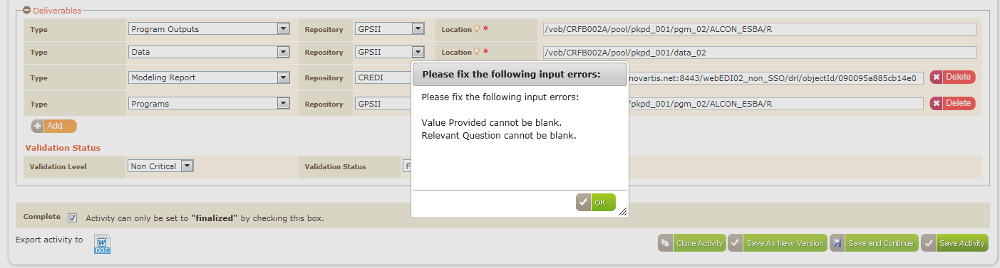 Deliverables
Type Program Outputs Repository GPSII Location * /vob/CRFB002A/pool/pkpd_001/pgm_02/ALCON_ESBA/R
Type Data Repository GPSII Location * /vob/CRFB002A/pool/pkpd_001/data_02
Type Modeling Report Repository CREDI novartis.net:8443/webEDI02_non_SSO/drl/objectId/090095a885cb14e0 Delete
Type Programs Repository GPSII /pkpd_001/pgm_02/ALCON_ESBA/R Delete
Add
Please fix the following input errors:
Please fix the following input errors:
Value Provided cannot be blank.
Relevant Question cannot be blank.
OK
Validation Status
Validation Level Non Critical Validation Status F
Complete Activity can only be set to "finalized" by checking this box.
Export activity to DOC Clone Activity Save As New Version Save and Continue Save Activity